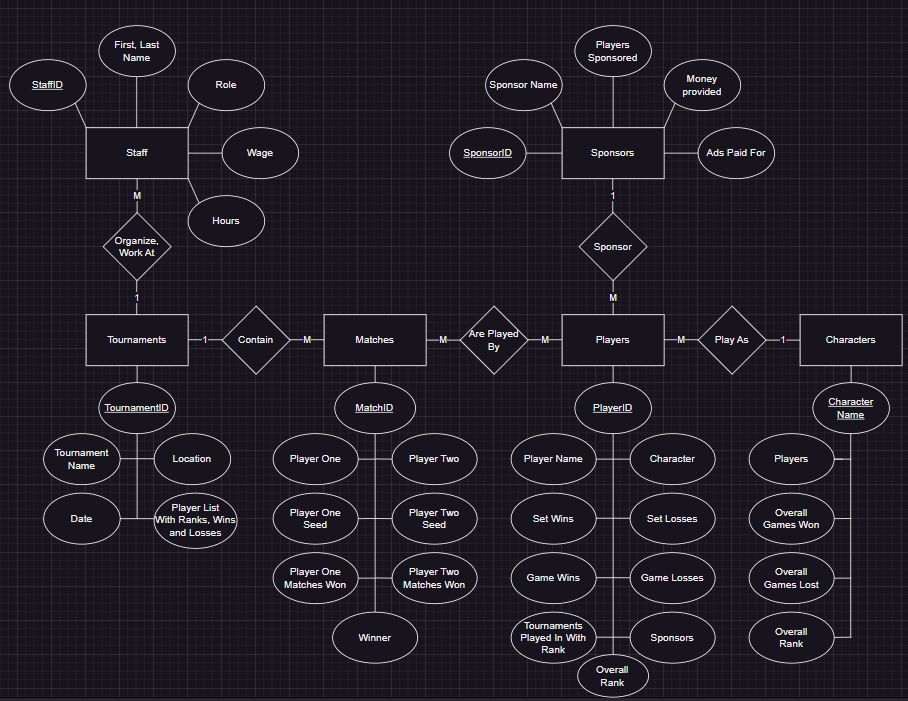 First, Last
Name
Players
Sponsored
StaffID
Role
Sponsor Name
Money
provided
Staff
Wage
SponsorID
Sponsors
Ads Paid For
M
1
Hours
Organize,
Work At
Sponsor
1
M
Tournaments
1
Contain
M
Matches
M
Are Played
By
M
Players
M
Play As
1
Characters
TournamentID
MatchID
PlayerID
Character
Name
Tournament
Name
Location
Player One
Player Two
Player Name
Character
Players
Date
Player List
With Ranks, Wins
and Losses
Player One
Seed
Player Two
Seed
Set Wins
Set Losses
Overall
Games Won
Player One
Matches Won
Player Two
Matches Won
Game Wins
Game Losses
Overall
Games Lost
Winner
Tournaments
Played In With
Rank
Sponsors
Overall
Rank
Overall
Rank